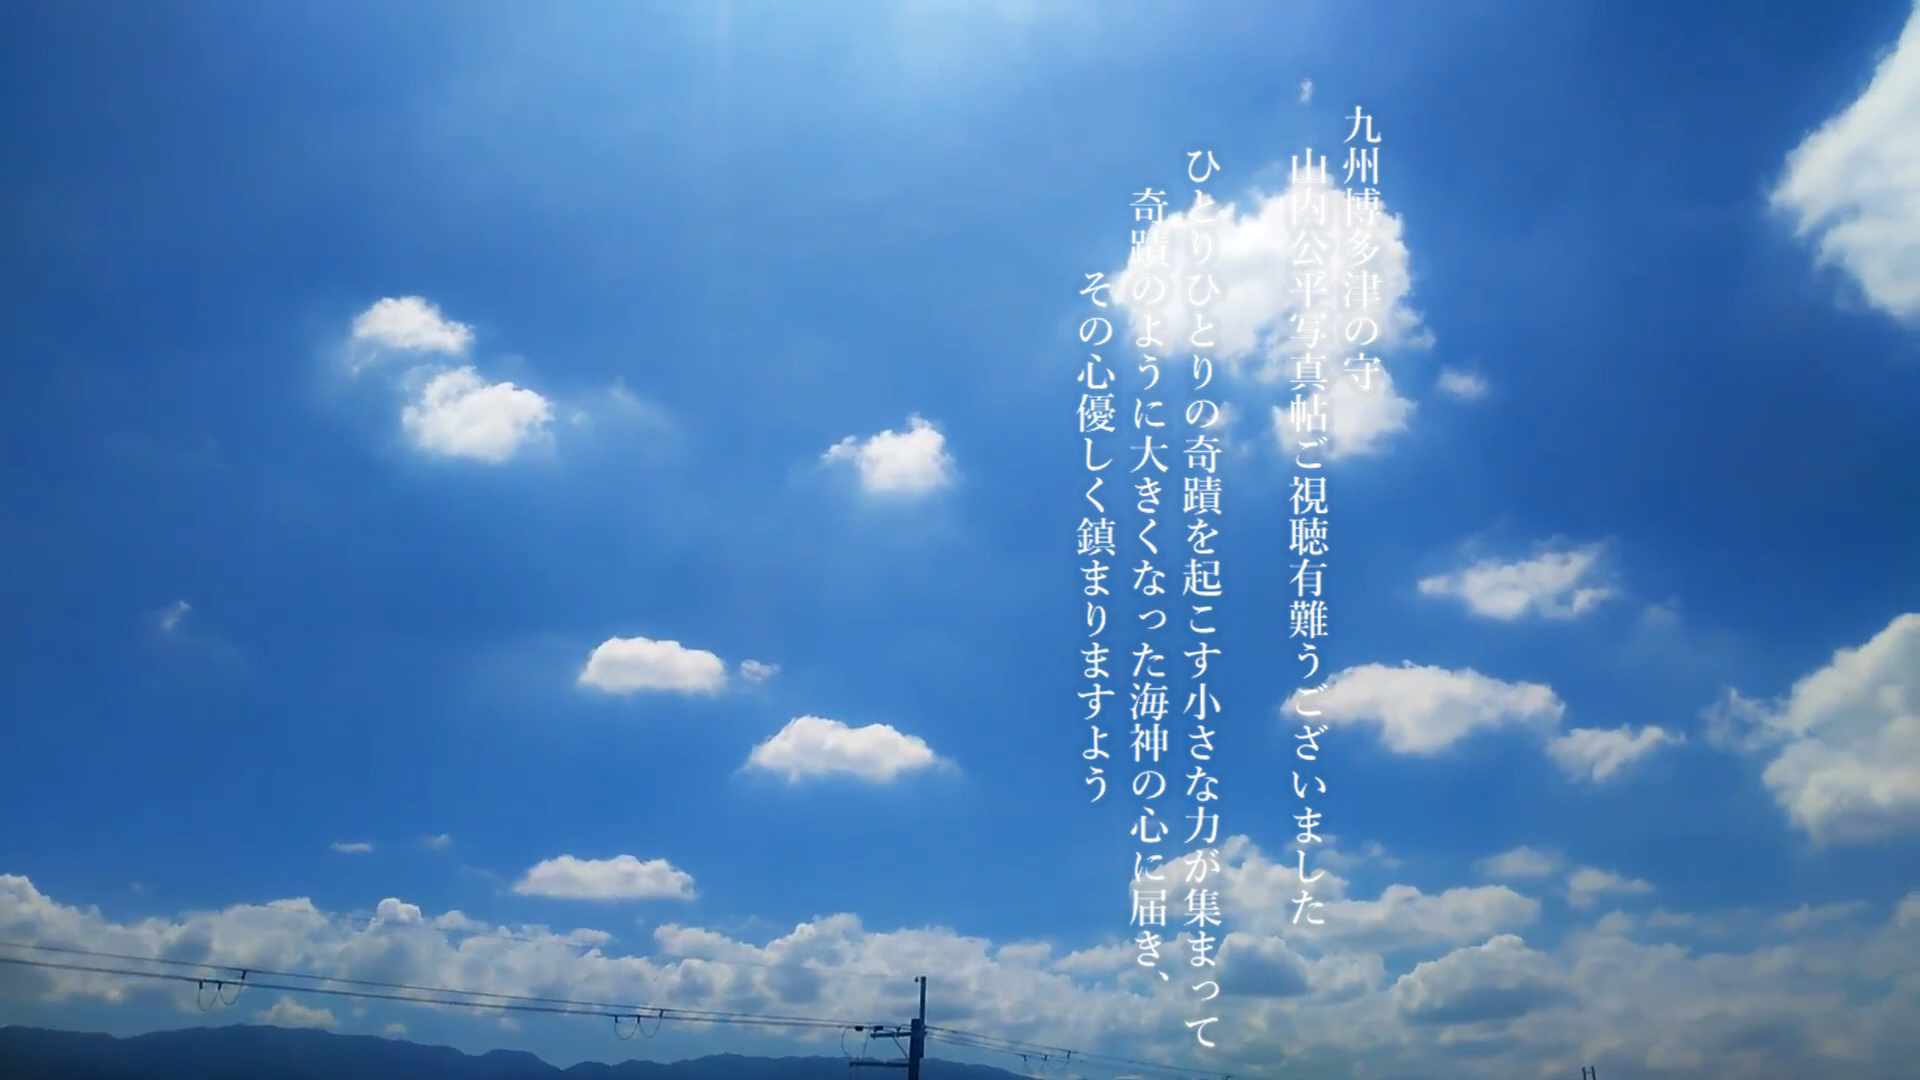 九州博多津の守
山内公平写真帖ご視聴有難うございました
ひとりひとりの奇蹟を起こす小さな力が集まって
奇蹟のように大きくなった海神の心に届き、
その心優しく鎮まりますよう